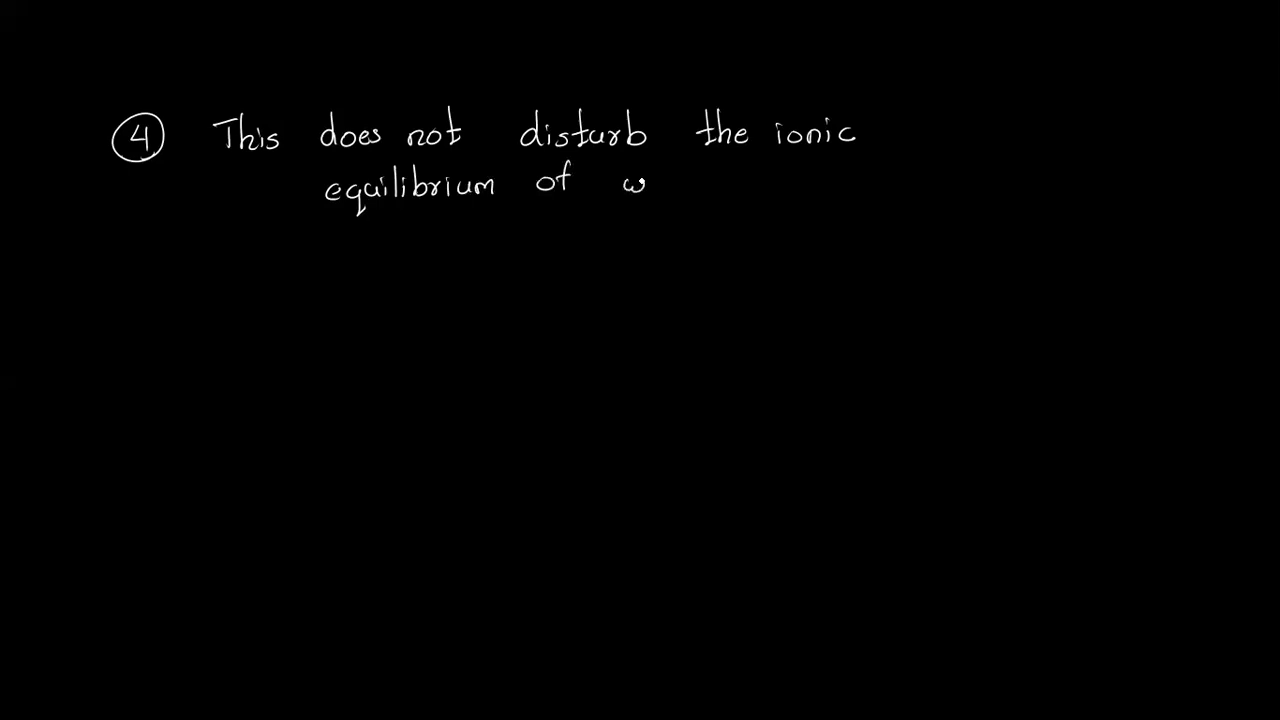 ④ This does not disturb the ionic
equilibrium of w